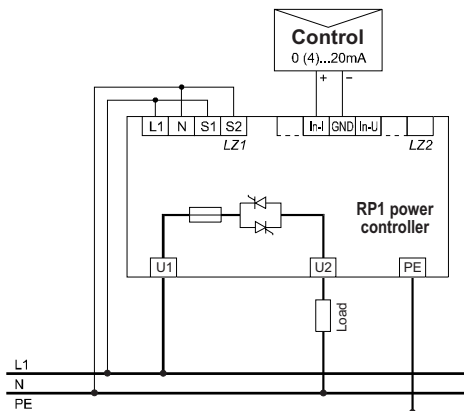 Control
0 (4)...20mA
+ −
L1 N S1 S2
In-I GND In-U
LZ1
LZ2
RP1 power
controller
U1
U2
PE
Load
L1
N
PE